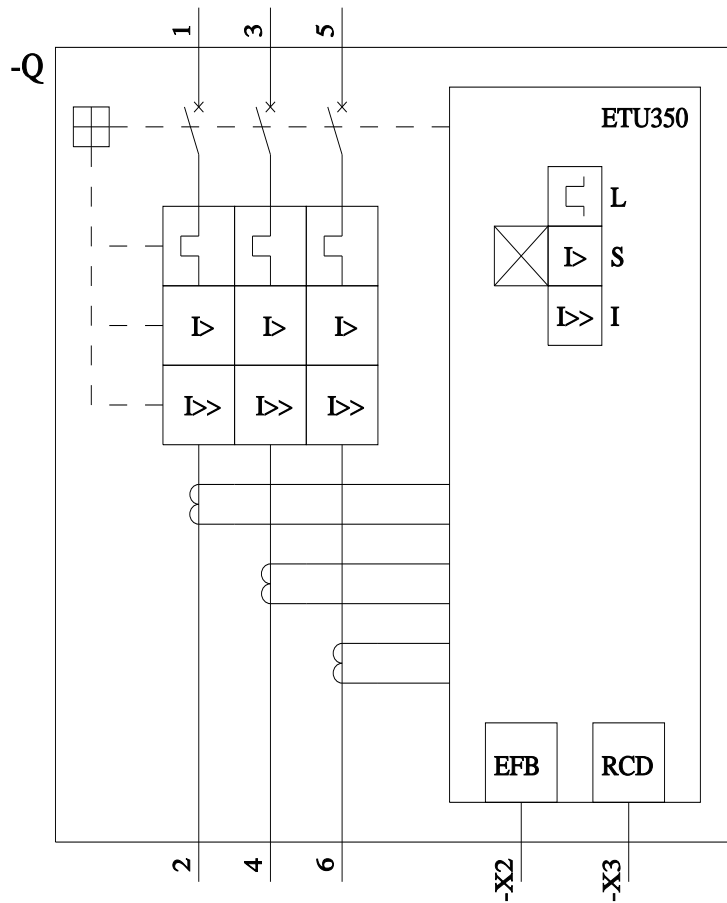 1 3 5
-Q
ETU350
L
I> S
I>> I
I> I> I>
I>> I>> I>>
EFB RCD
2 4 6 -X2 -X3